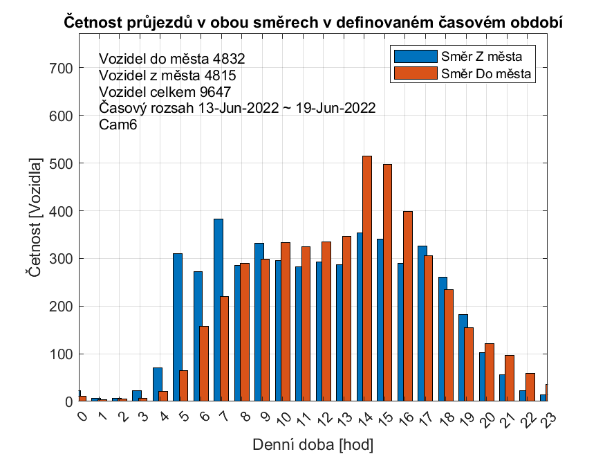 Četnost průjezdů v obou směrech v definovaném časovém období
Vozidel do města 4832
Vozidel z města 4815
Vozidel celkem 9647
Časový rozsah 13-Jun-2022 ~ 19-Jun-2022
Cam6
Směr Z města
Směr Do města
Četnost [Vozidla]
700
600
500
400
300
200
100
0
0 1 2 3 4 5 6 7 8 9 10 11 12 13 14 15 16 17 18 19 20 21 22 23
Denní doba [hod]